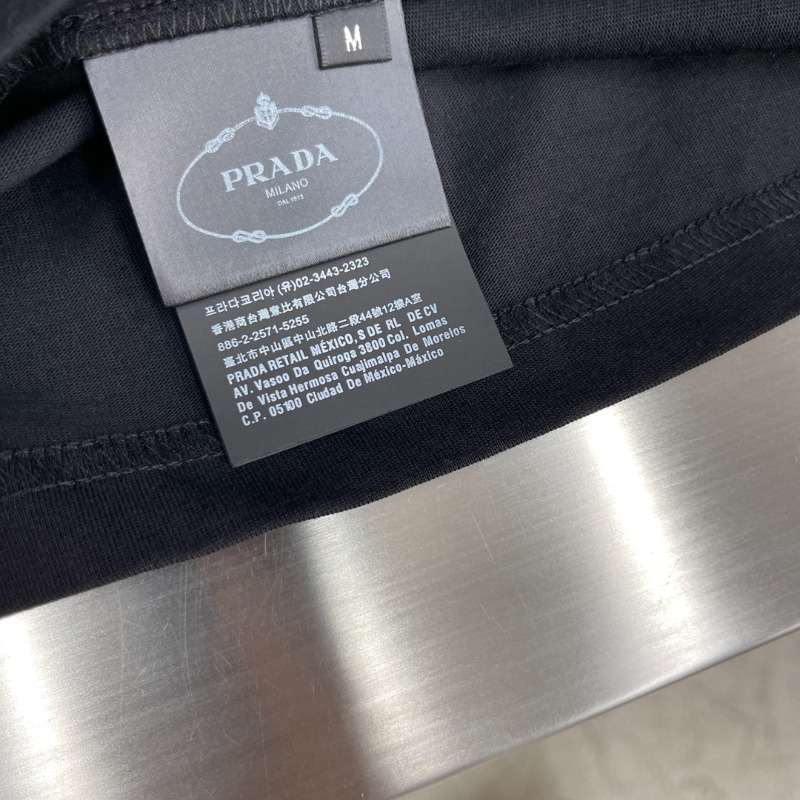 M
PRADA
MILANO
DAL 1913
프라다코리아 (유)02-3443-2323
香港商台灣意比有限公司台灣分公司
886-2-2571-5255
臺北市中山區中山北路二段44號12樓A室
PRADA RETAIL MÉXICO, S DE RL DE CV
AV. Vasoo Da Quiroga 3800 Col. Lomas
De Vista Hermosa Cuajimalpa De Morelos
C.P. 05100 Ciudad De México-México